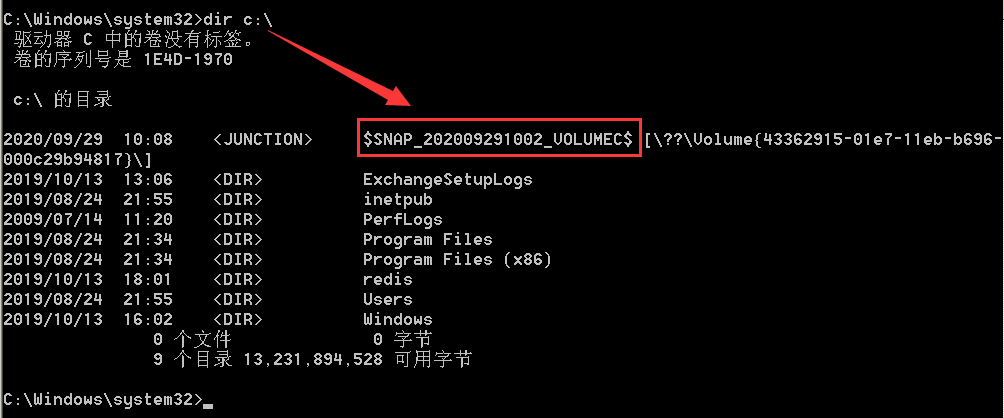 C:\Windows\system32>dir c:\
驱动器 C 中的卷没有标签。
卷的序列号是 1E4D-1970
c:\ 的目录
2020/09/29  10:08    <JUNCTION>     $SNAP_202009291002_VOLUMEC$ [\??\Volume{43362915-01e7-11eb-b696-
000c29b94817}\]
2019/10/13  13:06    <DIR>          ExchangeSetupLogs
2019/08/24  21:55    <DIR>          inetpub
2009/07/14  11:20    <DIR>          PerfLogs
2019/08/24  21:34    <DIR>          Program Files
2019/08/24  21:34    <DIR>          Program Files (x86)
2019/10/13  18:01    <DIR>          redis
2019/08/24  21:55    <DIR>          Users
2019/10/13  16:02    <DIR>          Windows
0 个文件              0 字节
9 个目录 13,231,894,528 可用字节
C:\Windows\system32>_